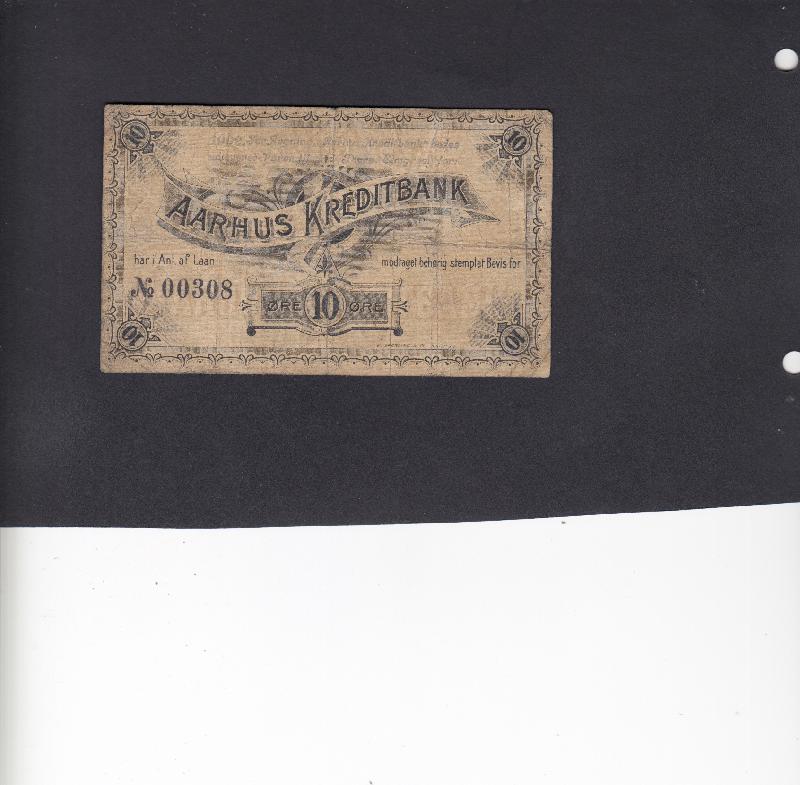 10 10
AARHUS KREDITBANK
har i Ant. af Laan modtaget behørig stemplet Bevis for
№ 00308
ØRE 10 ØRE
10 10